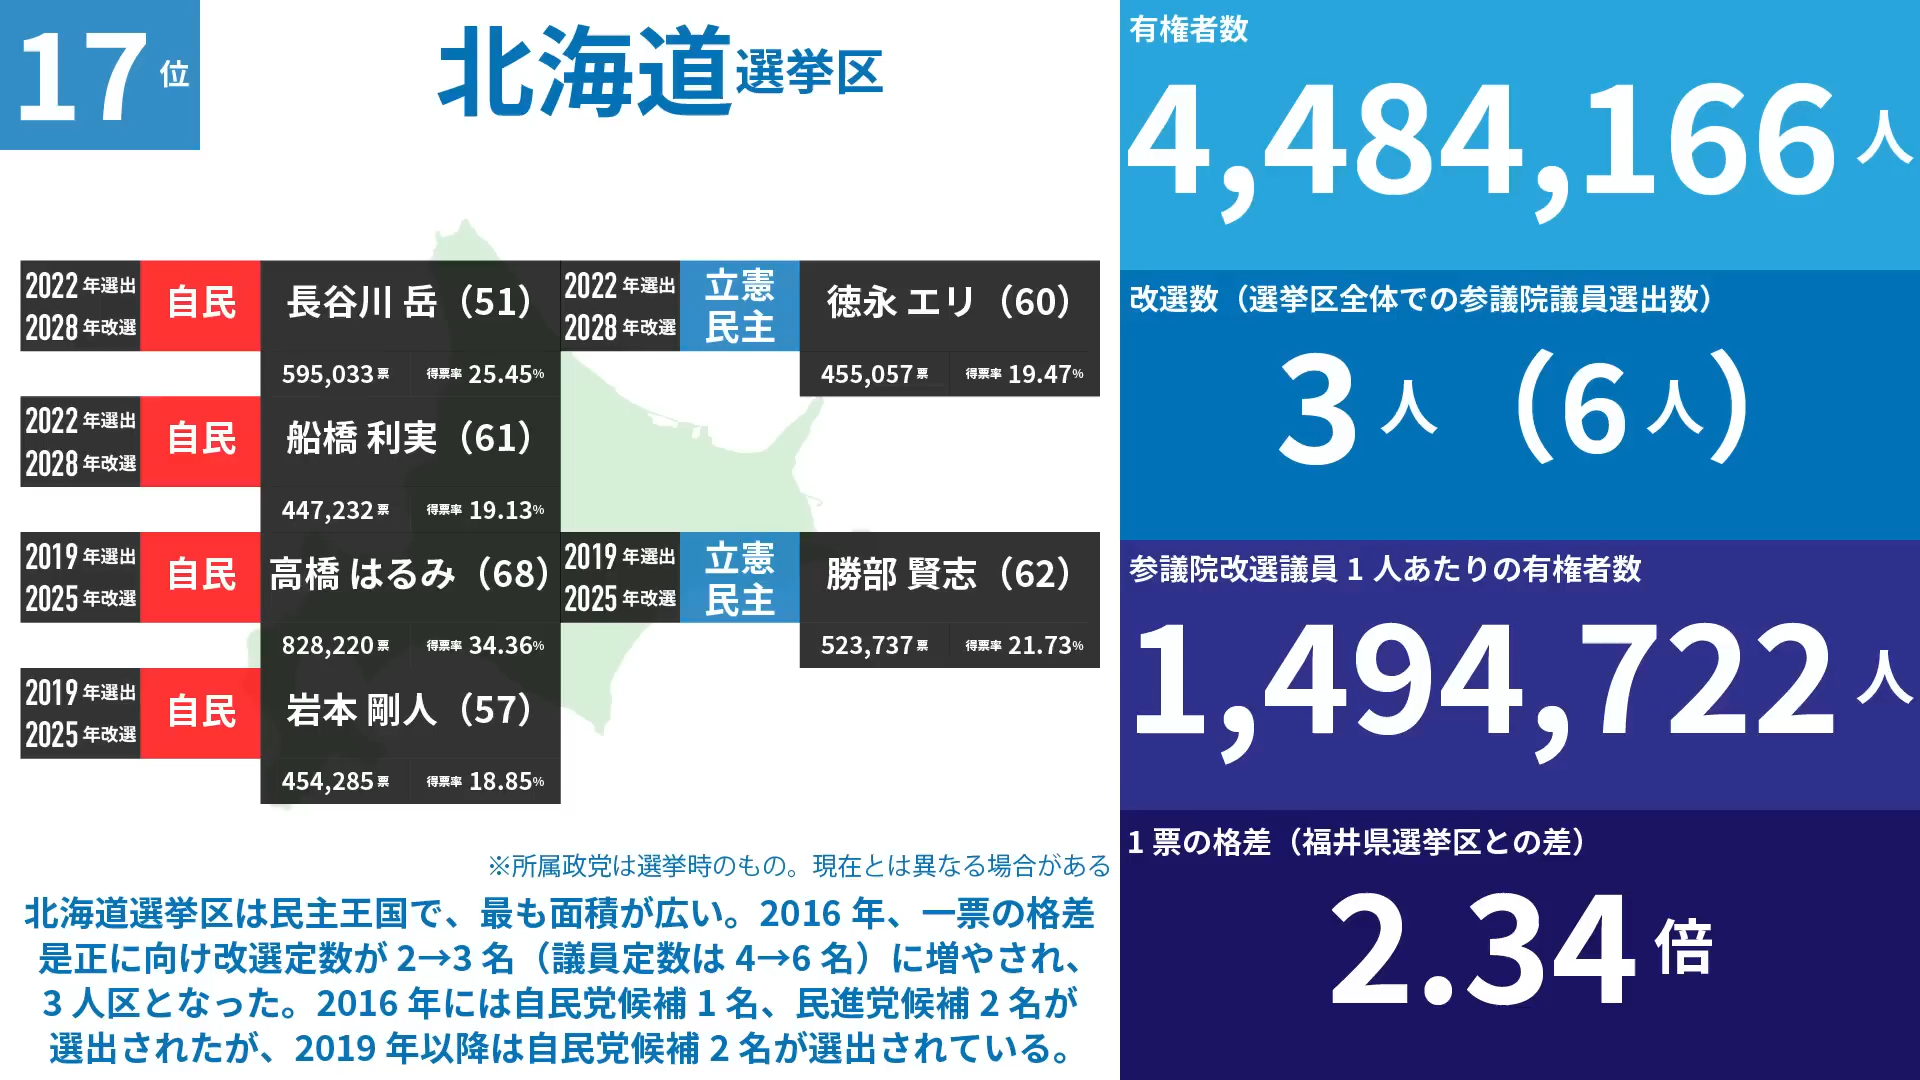 17位
北海道選挙区
2022年選出
2028年改選
自民
長谷川 岳（51）
595,033票 得票率 25.45%
2022年選出
2028年改選
立憲
民主
徳永 エリ（60）
455,057票 得票率 19.47%
2022年選出
2028年改選
自民
船橋 利実（61）
447,232票 得票率 19.13%
2019年選出
2025年改選
自民
高橋 はるみ（68）
828,220票 得票率 34.36%
2019年選出
2025年改選
立憲
民主
勝部 賢志（62）
523,737票 得票率 21.73%
2019年選出
2025年改選
自民
岩本 剛人（57）
454,285票 得票率 18.85%
※所属政党は選挙時のもの。現在とは異なる場合がある
北海道選挙区は民主王国で、最も面積が広い。2016 年、一票の格差
是正に向け改選定数が 2→3 名（議員定数は 4→6 名）に増やされ、
3 人区となった。2016 年には自民党候補 1 名、民進党候補 2 名が
選出されたが、2019 年以降は自民党候補 2 名が選出されている。
有権者数
4,484,166人
改選数（選挙区全体での参議院議員選出数）
3人（6人）
参議院改選議員 1 人あたりの有権者数
1,494,722人
1 票の格差（福井県選挙区との差）
2.34倍